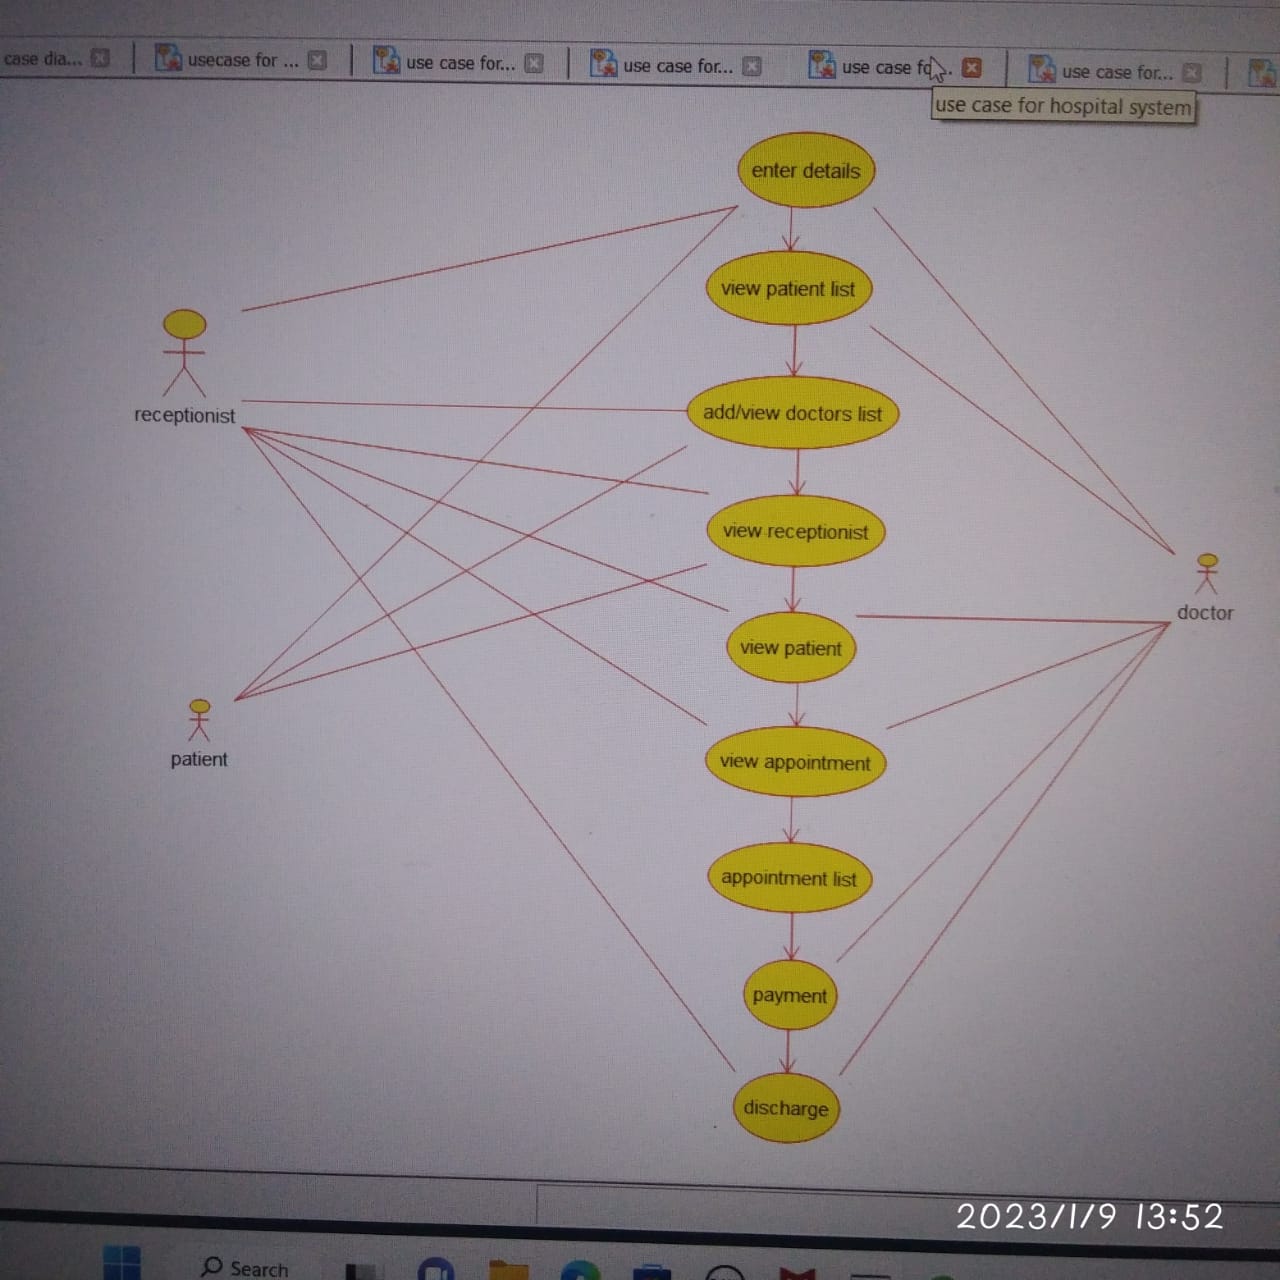 case dia...
usecase for ...
use case for...
use case for...
use case fo...
use case for...
use case for hospital system
enter details
view patient list
receptionist
add/view doctors list
view receptionist
doctor
view patient
patient
view appointment
appointment list
payment
discharge
2023/1/9 13:52
Search